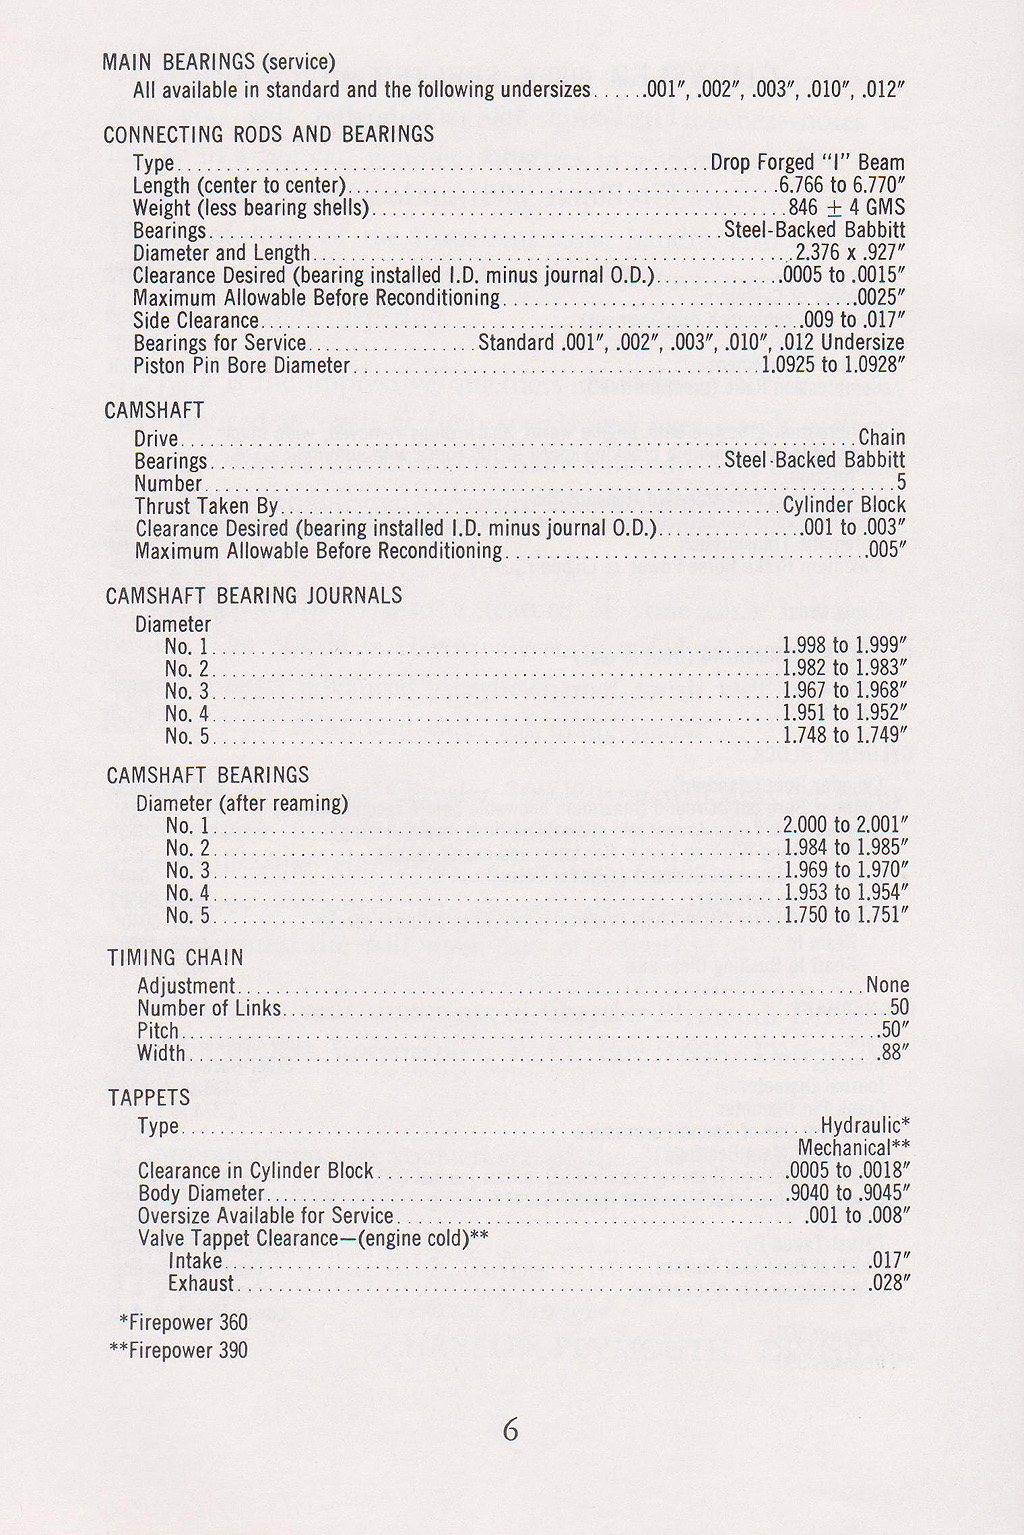 MAIN BEARINGS (service)
All available in standard and the following undersizes......001″, .002″, .003″, .010″, .012″
CONNECTING RODS AND BEARINGS
Type........Drop Forged “I” Beam
Length (center to center)........6.766 to 6.770″
Weight (less bearing shells)........846 ± 4 GMS
Bearings........Steel-Backed Babbitt
Diameter and Length........2.376 x .927″
Clearance Desired (bearing installed I.D. minus journal O.D.)........0005 to .0015″
Maximum Allowable Before Reconditioning........0025″
Side Clearance........009 to .017″
Bearings for Service........Standard .001″, .002″, .003″, .010″, .012 Undersize
Piston Pin Bore Diameter........1.0925 to 1.0928″
CAMSHAFT
Drive........Chain
Bearings........Steel-Backed Babbitt
Number........5
Thrust Taken By........Cylinder Block
Clearance Desired (bearing installed I.D. minus journal O.D.)........001 to .003″
Maximum Allowable Before Reconditioning........005″
CAMSHAFT BEARING JOURNALS
Diameter
No. 1........1.998 to 1.999″
No. 2........1.982 to 1.983″
No. 3........1.967 to 1.968″
No. 4........1.951 to 1.952″
No. 5........1.748 to 1.749″
CAMSHAFT BEARINGS
Diameter (after reaming)
No. 1........2.000 to 2.001″
No. 2........1.984 to 1.985″
No. 3........1.969 to 1.970″
No. 4........1.953 to 1.954″
No. 5........1.750 to 1.751″
TIMING CHAIN
Adjustment........None
Number of Links........50
Pitch........50″
Width........ .88″
TAPPETS
Type........Hydraulic*
Mechanical**
Clearance in Cylinder Block........ .0005 to .0018″
Body Diameter........ .9040 to .9045″
Oversize Available for Service........ .001 to .008″
Valve Tappet Clearance—(engine cold)**
Intake........ .017″
Exhaust........ .028″
*Firepower 360
**Firepower 390
6